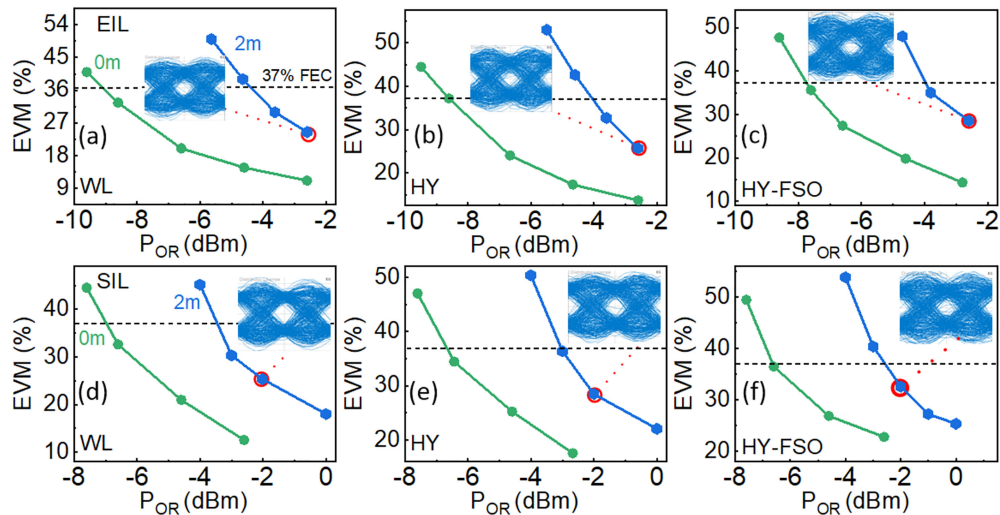 EIL
0m
2m
37% FEC
EVM (%)
54
45
36
27
18
9
(a)
WL
-10
-8
-6
-4
-2
P_OR (dBm)
EVM (%)
50
40
30
20
(b)
HY
-10
-8
-6
-4
-2
P_OR (dBm)
EVM (%)
50
40
30
20
10
(c)
HY-FSO
-10
-8
-6
-4
-2
P_OR (dBm)
SIL
0m
2m
EVM (%)
40
30
20
10
(d)
WL
-8
-6
-4
-2
0
P_OR (dBm)
EVM (%)
50
40
30
20
(e)
HY
-8
-6
-4
-2
0
P_OR (dBm)
EVM (%)
50
40
30
20
(f)
HY-FSO
-8
-6
-4
-2
0
P_OR (dBm)